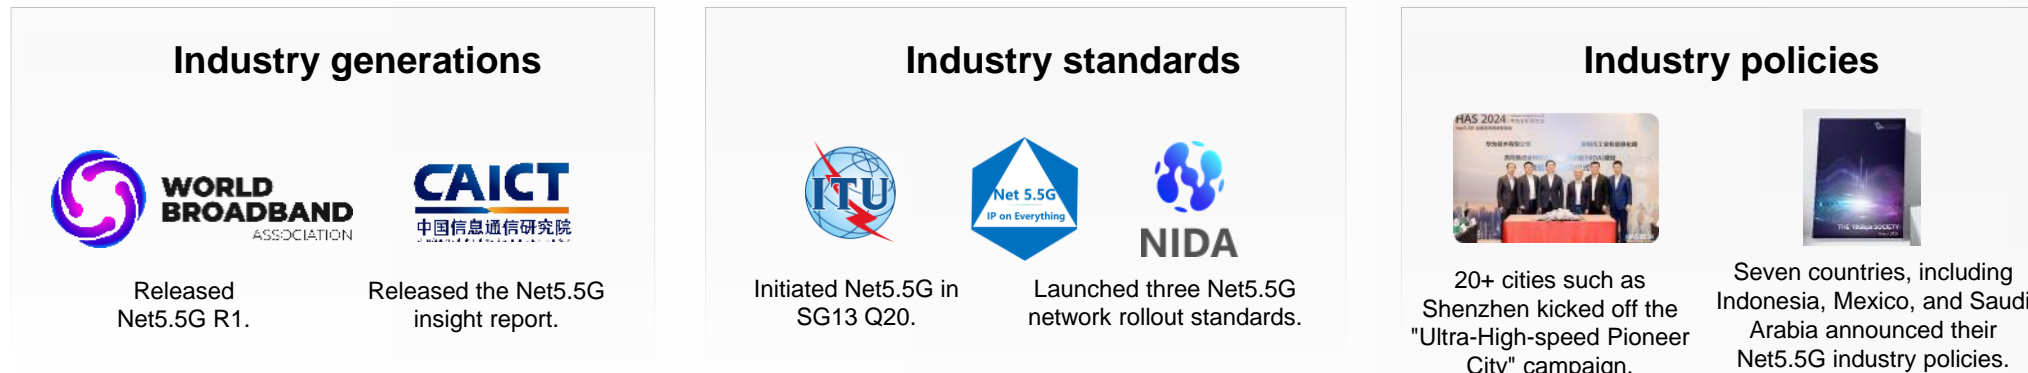 Industry generations
WORLD
BROADBAND
ASSOCIATION
CAICT
中国信息通信研究院
Released
Net5.5G R1.
Released the Net5.5G
insight report.
Industry standards
ITU
Net 5.5G
IP on Everything
NIDA
Initiated Net5.5G in
SG13 Q20.
Launched three Net5.5G
network rollout standards.
Industry policies
HAS 2024
THE 10Gbps SOCIETY
20+ cities such as
Shenzhen kicked off the
"Ultra-High-speed Pioneer
City" campaign.
Seven countries, including
Indonesia, Mexico, and Saudi
Arabia announced their
Net5.5G industry policies.